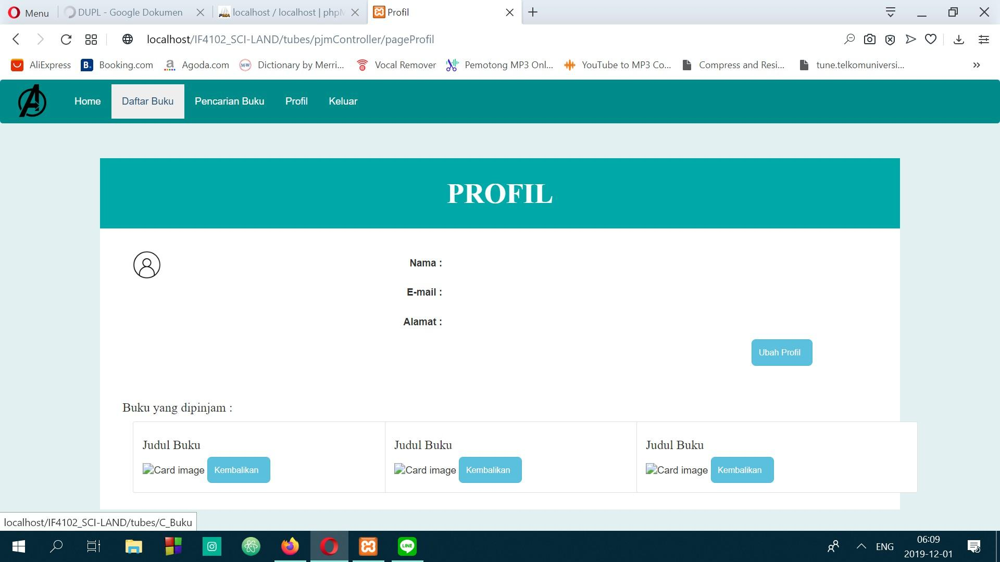 Menu
DUPL - Google Dokumen
localhost / localhost | phpM
Profil
localhost/IF4102_SCI-LAND/tubes/pjmController/pageProfil
AliExpress
Booking.com
Agoda.com
Dictionary by Merri...
Vocal Remover
Pemotong MP3 Onl...
YouTube to MP3 Co...
Compress and Resi...
tune.telkomuniversi...
Home
Daftar Buku
Pencarian Buku
Profil
Keluar
PROFIL
Nama :
E-mail :
Alamat :
Ubah Profil
Buku yang dipinjam :
Judul Buku
Card image Kembalikan
Judul Buku
Card image Kembalikan
Judul Buku
Card image Kembalikan
localhost/IF4102_SCI-LAND/tubes/C_Buku
LINE
ENG
06:09
2019-12-01